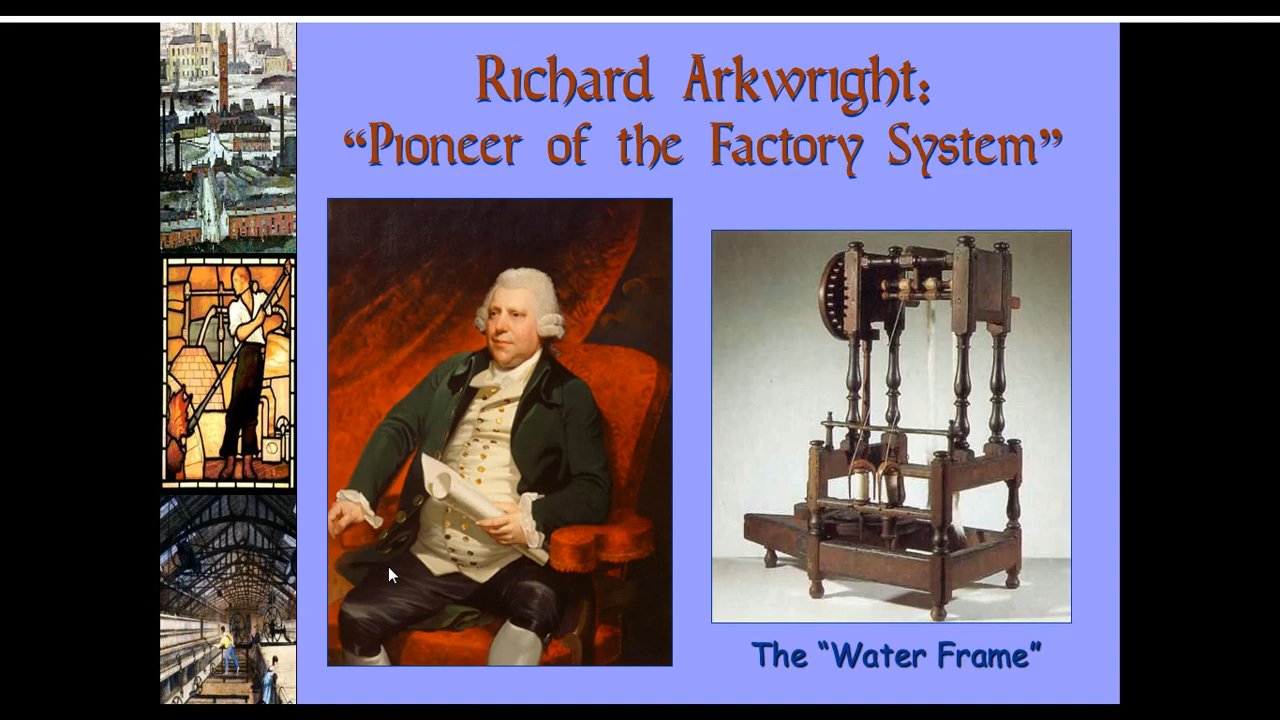 Richard Arkwright:
“Pioneer of the Factory System”
The “Water Frame”